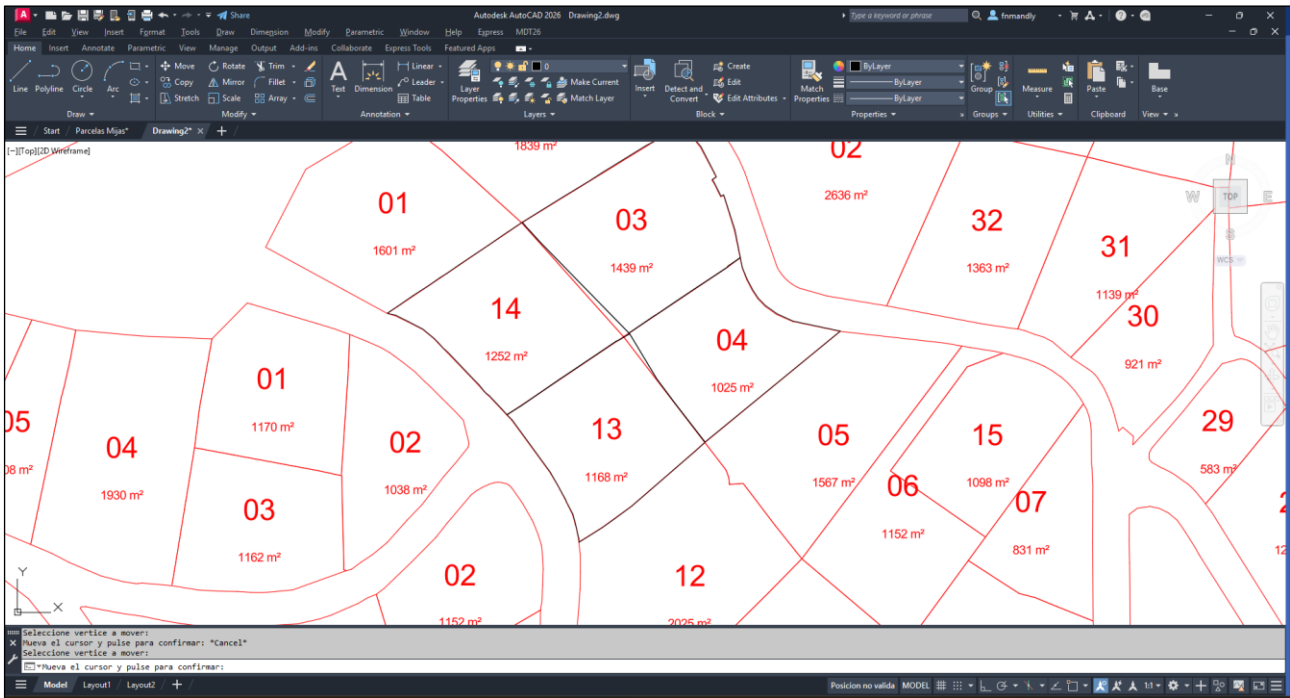 Share
Autodesk AutoCAD 2026 Drawing2.dwg
Type a keyword or phrase
fnmandly
File Edit View Insert Format Tools Draw Dimension Modify Parametric Window Help Express MDT26
Home Insert Annotate Parametric View Manage Output Add-ins Collaborate Express Tools Featured Apps
Line Polyline Circle Arc
Move Rotate Trim
Copy Mirror Fillet
Stretch Scale Array
Text Dimension
Linear
Leader
Table
Layer Properties
0
Make Current
Match Layer
Insert
Detect and Convert
Create
Edit
Edit Attributes
Match Properties
ByLayer
ByLayer
ByLayer
Group
Measure
Paste
Base
Draw Modify Annotation Layers Block Properties Groups Utilities Clipboard View
Start Parcelas Mijas* Drawing2*
[−][Top][2D Wireframe]
1839 m²
02
2636 m²
N
W TOP E
S
WCS
01
1601 m²
03
1439 m²
32
1363 m²
31
1139 m²
14
1252 m²
04
1025 m²
30
921 m²
01
1170 m²
05
08 m²
04
1930 m²
02
1038 m²
13
1168 m²
05
1567 m²
15
1098 m²
29
583 m²
03
1162 m²
06
1152 m²
07
831 m²
02
1152 m²
12
2025 m²
Y
X
Seleccione vertice a mover:
Mueva el cursor y pulse para confirmar: *Cancel*
Seleccione vertice a mover:
Mueva el cursor y pulse para confirmar:
Model Layout1 Layout2
Posicion no valida MODEL 1:1